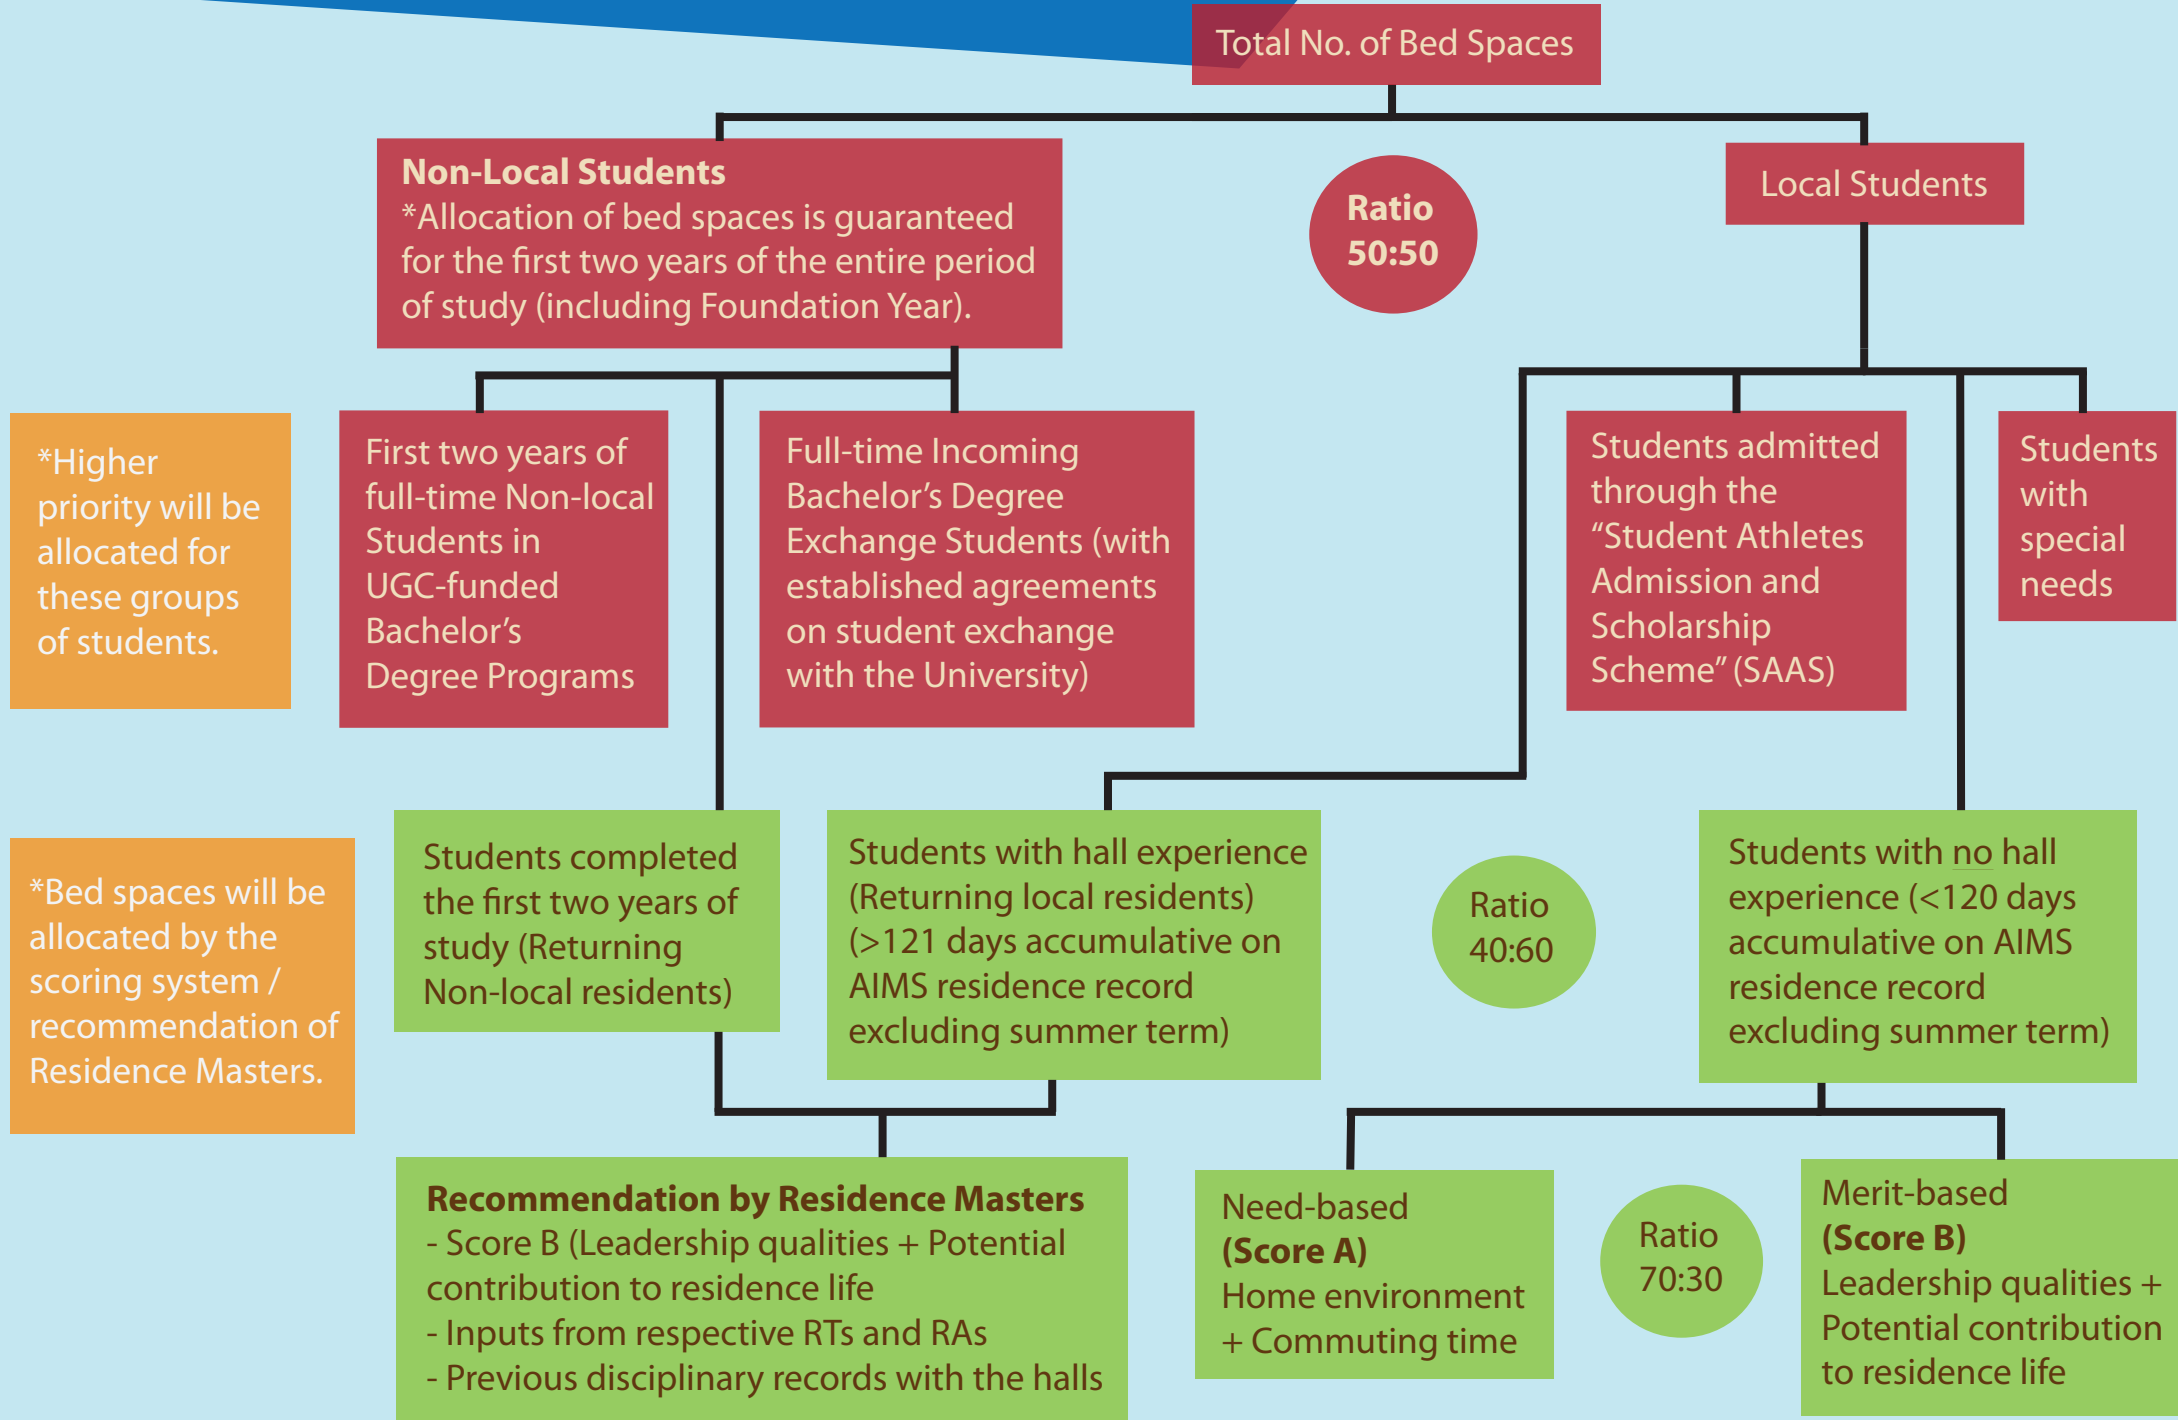 Total No. of Bed Spaces
Non-Local Students
*Allocation of bed spaces is guaranteed
for the first two years of the entire period
of study (including Foundation Year).
Ratio
50:50
Local Students
*Higher
priority will be
allocated for
these groups
of students.
First two years of
full-time Non-local
Students in
UGC-funded
Bachelor’s
Degree Programs
Full-time Incoming
Bachelor’s Degree
Exchange Students (with
established agreements
on student exchange
with the University)
Students admitted
through the
“Student Athletes
Admission and
Scholarship
Scheme” (SAAS)
Students
with
special
needs
*Bed spaces will be
allocated by the
scoring system /
recommendation of
Residence Masters.
Students completed
the first two years of
study (Returning
Non-local residents)
Students with hall experience
(Returning local residents)
(>121 days accumulative on
AIMS residence record
excluding summer term)
Ratio
40:60
Students with no hall
experience (<120 days
accumulative on AIMS
residence record
excluding summer term)
Recommendation by Residence Masters
- Score B (Leadership qualities + Potential
contribution to residence life
- Inputs from respective RTs and RAs
- Previous disciplinary records with the halls
Need-based
(Score A)
Home environment
+ Commuting time
Ratio
70:30
Merit-based
(Score B)
Leadership qualities +
Potential contribution
to residence life